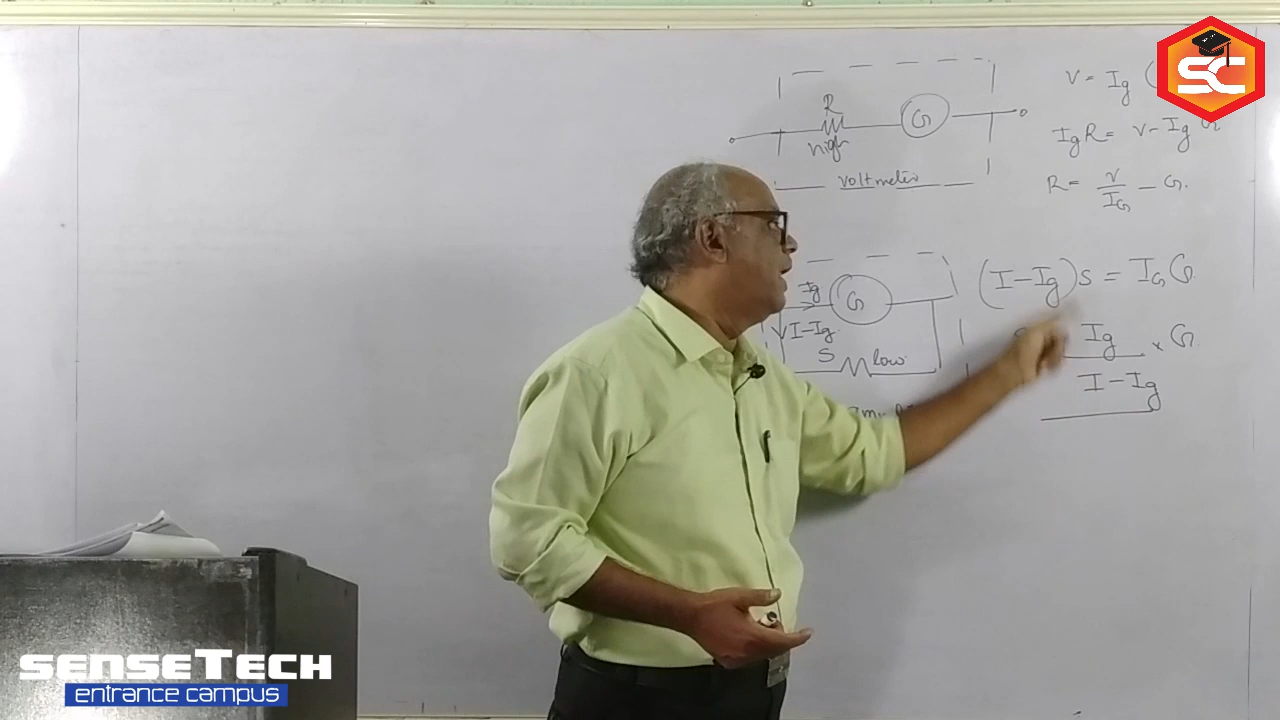 SC
V = Ig (
R
G
high
IgR = V - Ig G
voltmeter
R = V / IG - G.
Ig
G
(I-Ig)S = IG G
I-Ig.
S
low.
Ig / I-Ig × G.
SENSETECH
entrance campus